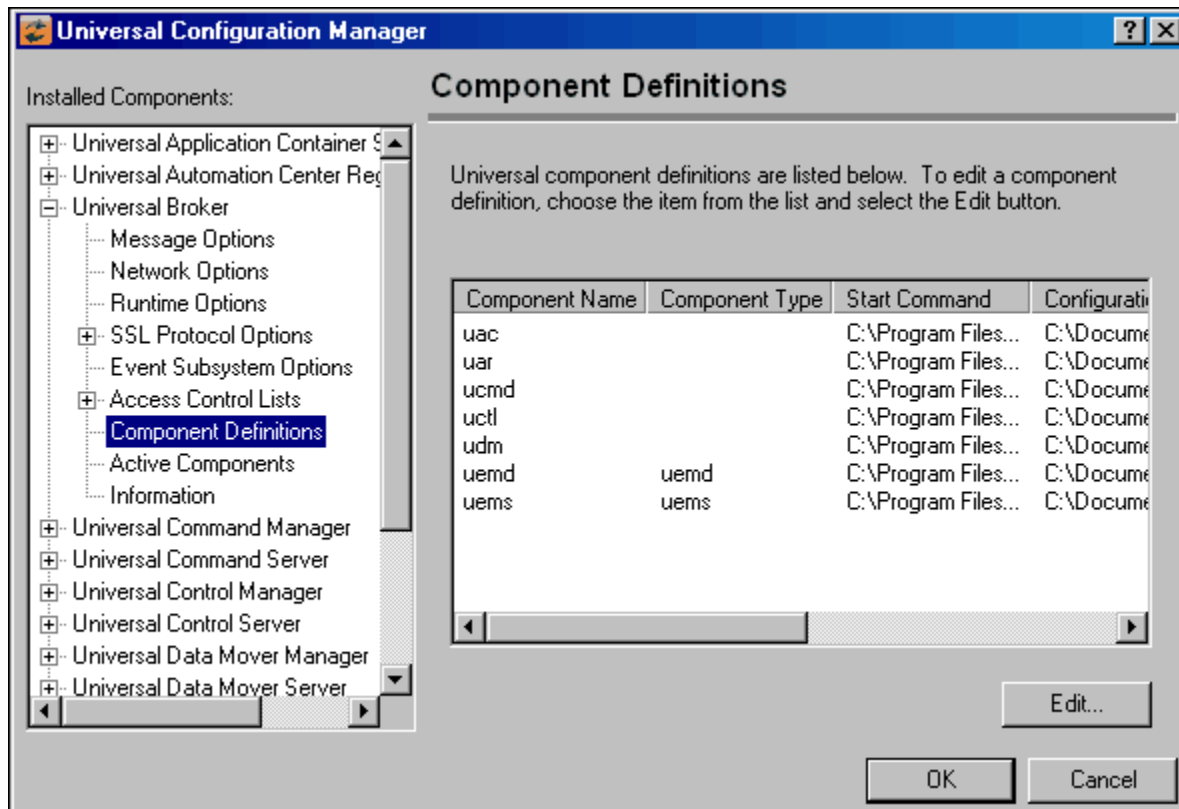 Universal Configuration Manager
Installed Components:
Universal Application Container S
Universal Automation Center Reg
Universal Broker
Message Options
Network Options
Runtime Options
SSL Protocol Options
Event Subsystem Options
Access Control Lists
Component Definitions
Active Components
Information
Universal Command Manager
Universal Command Server
Universal Control Manager
Universal Control Server
Universal Data Mover Manager
Universal Data Mover Server
Component Definitions
Universal component definitions are listed below. To edit a component
definition, choose the item from the list and select the Edit button.
Component Name Component Type Start Command Configurati
uac C:\Program Files... C:\Docume
uar C:\Program Files... C:\Docume
ucmd C:\Program Files... C:\Docume
uctl C:\Program Files... C:\Docume
udm C:\Program Files... C:\Docume
uemd uemd C:\Program Files... C:\Docume
uems uems C:\Program Files... C:\Docume
Edit...
OK Cancel